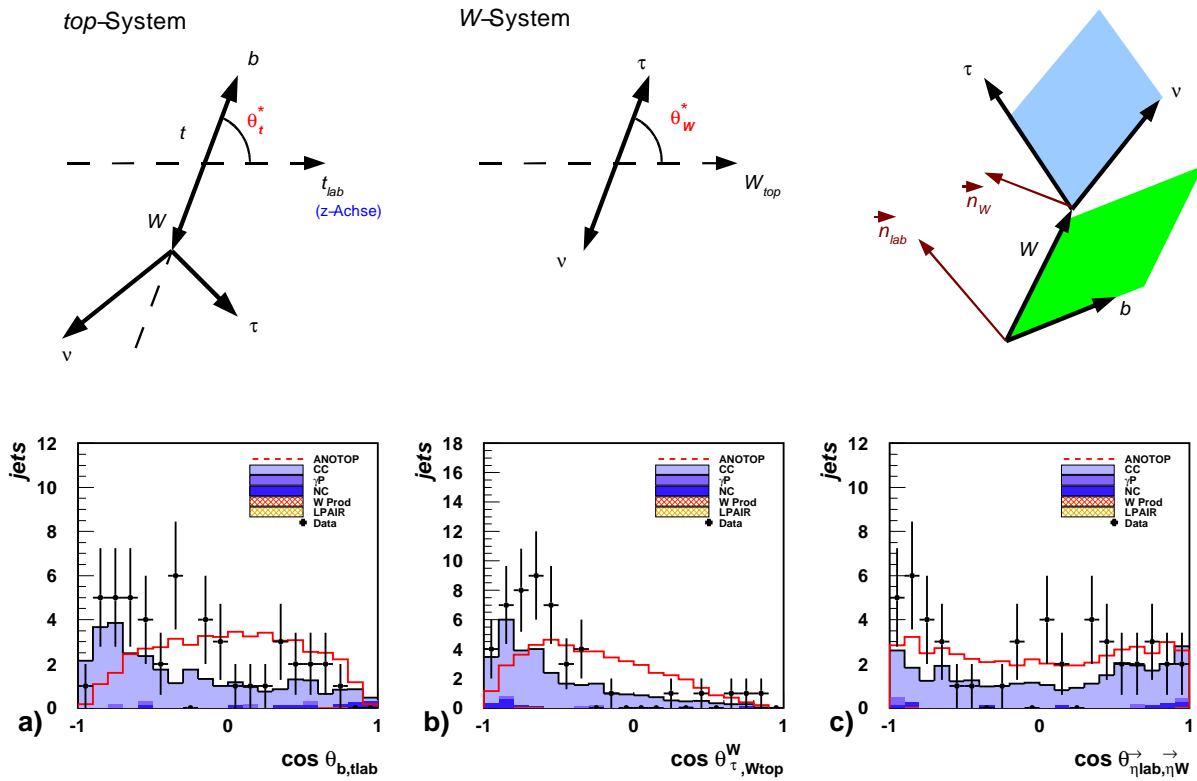 top–System
W–System
b
θ*t
t
tlab
(z–Achse)
W
ν
τ
τ
θ*W
Wtop
ν
τ
ν
nW
nlab
W
b
jets
12
10
8
6
4
2
0
ANOTOP
CC
γP
NC
W Prod
LPAIR
Data
-1
0
1
a)
cos θb,tlab
jets
18
16
14
12
10
8
6
4
2
0
ANOTOP
CC
γP
NC
W Prod
LPAIR
Data
-1
0
1
b)
cos θWτ,Wtop
jets
12
10
8
6
4
2
0
ANOTOP
CC
γP
NC
W Prod
LPAIR
Data
-1
0
1
c)
cos θηlab,ηW